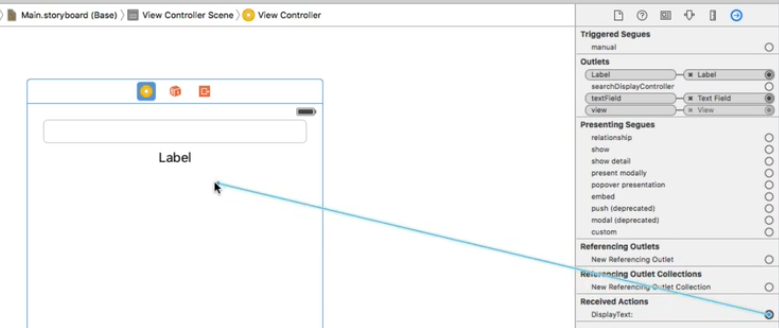 Main.storyboard (Base) View Controller Scene View Controller
Triggered Segues
manual
Outlets
Label Label
searchDisplayController
textField Text Field
view View
Presenting Segues
relationship
show
show detail
present modally
popover presentation
embed
push (deprecated)
modal (deprecated)
custom
Referencing Outlets
New Referencing Outlet
Referencing Outlet Collections
New Referencing Outlet Collection
Received Actions
DisplayText:
Label